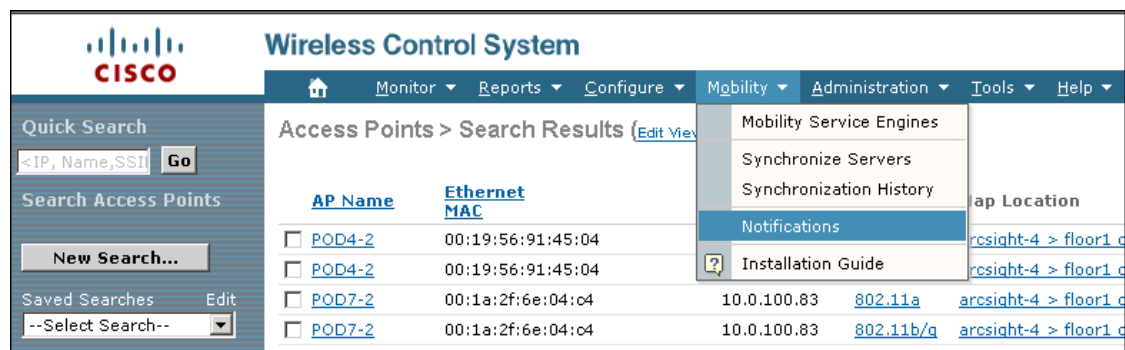 CISCO
Wireless Control System
Monitor Reports Configure Mobility Administration Tools Help
Quick Search
<IP, Name,SSI Go
Search Access Points
New Search...
Saved Searches Edit
--Select Search--
Access Points > Search Results (Edit View
Mobility Service Engines
Synchronize Servers
Synchronization History
Notifications
? Installation Guide
AP Name Ethernet MAC Map Location
POD4-2 00:19:56:91:45:04 arcsight-4 > floor1
POD4-2 00:19:56:91:45:04 arcsight-4 > floor1
POD7-2 00:1a:2f:6e:04:c4 10.0.100.83 802.11a arcsight-4 > floor1
POD7-2 00:1a:2f:6e:04:c4 10.0.100.83 802.11b/g arcsight-4 > floor1